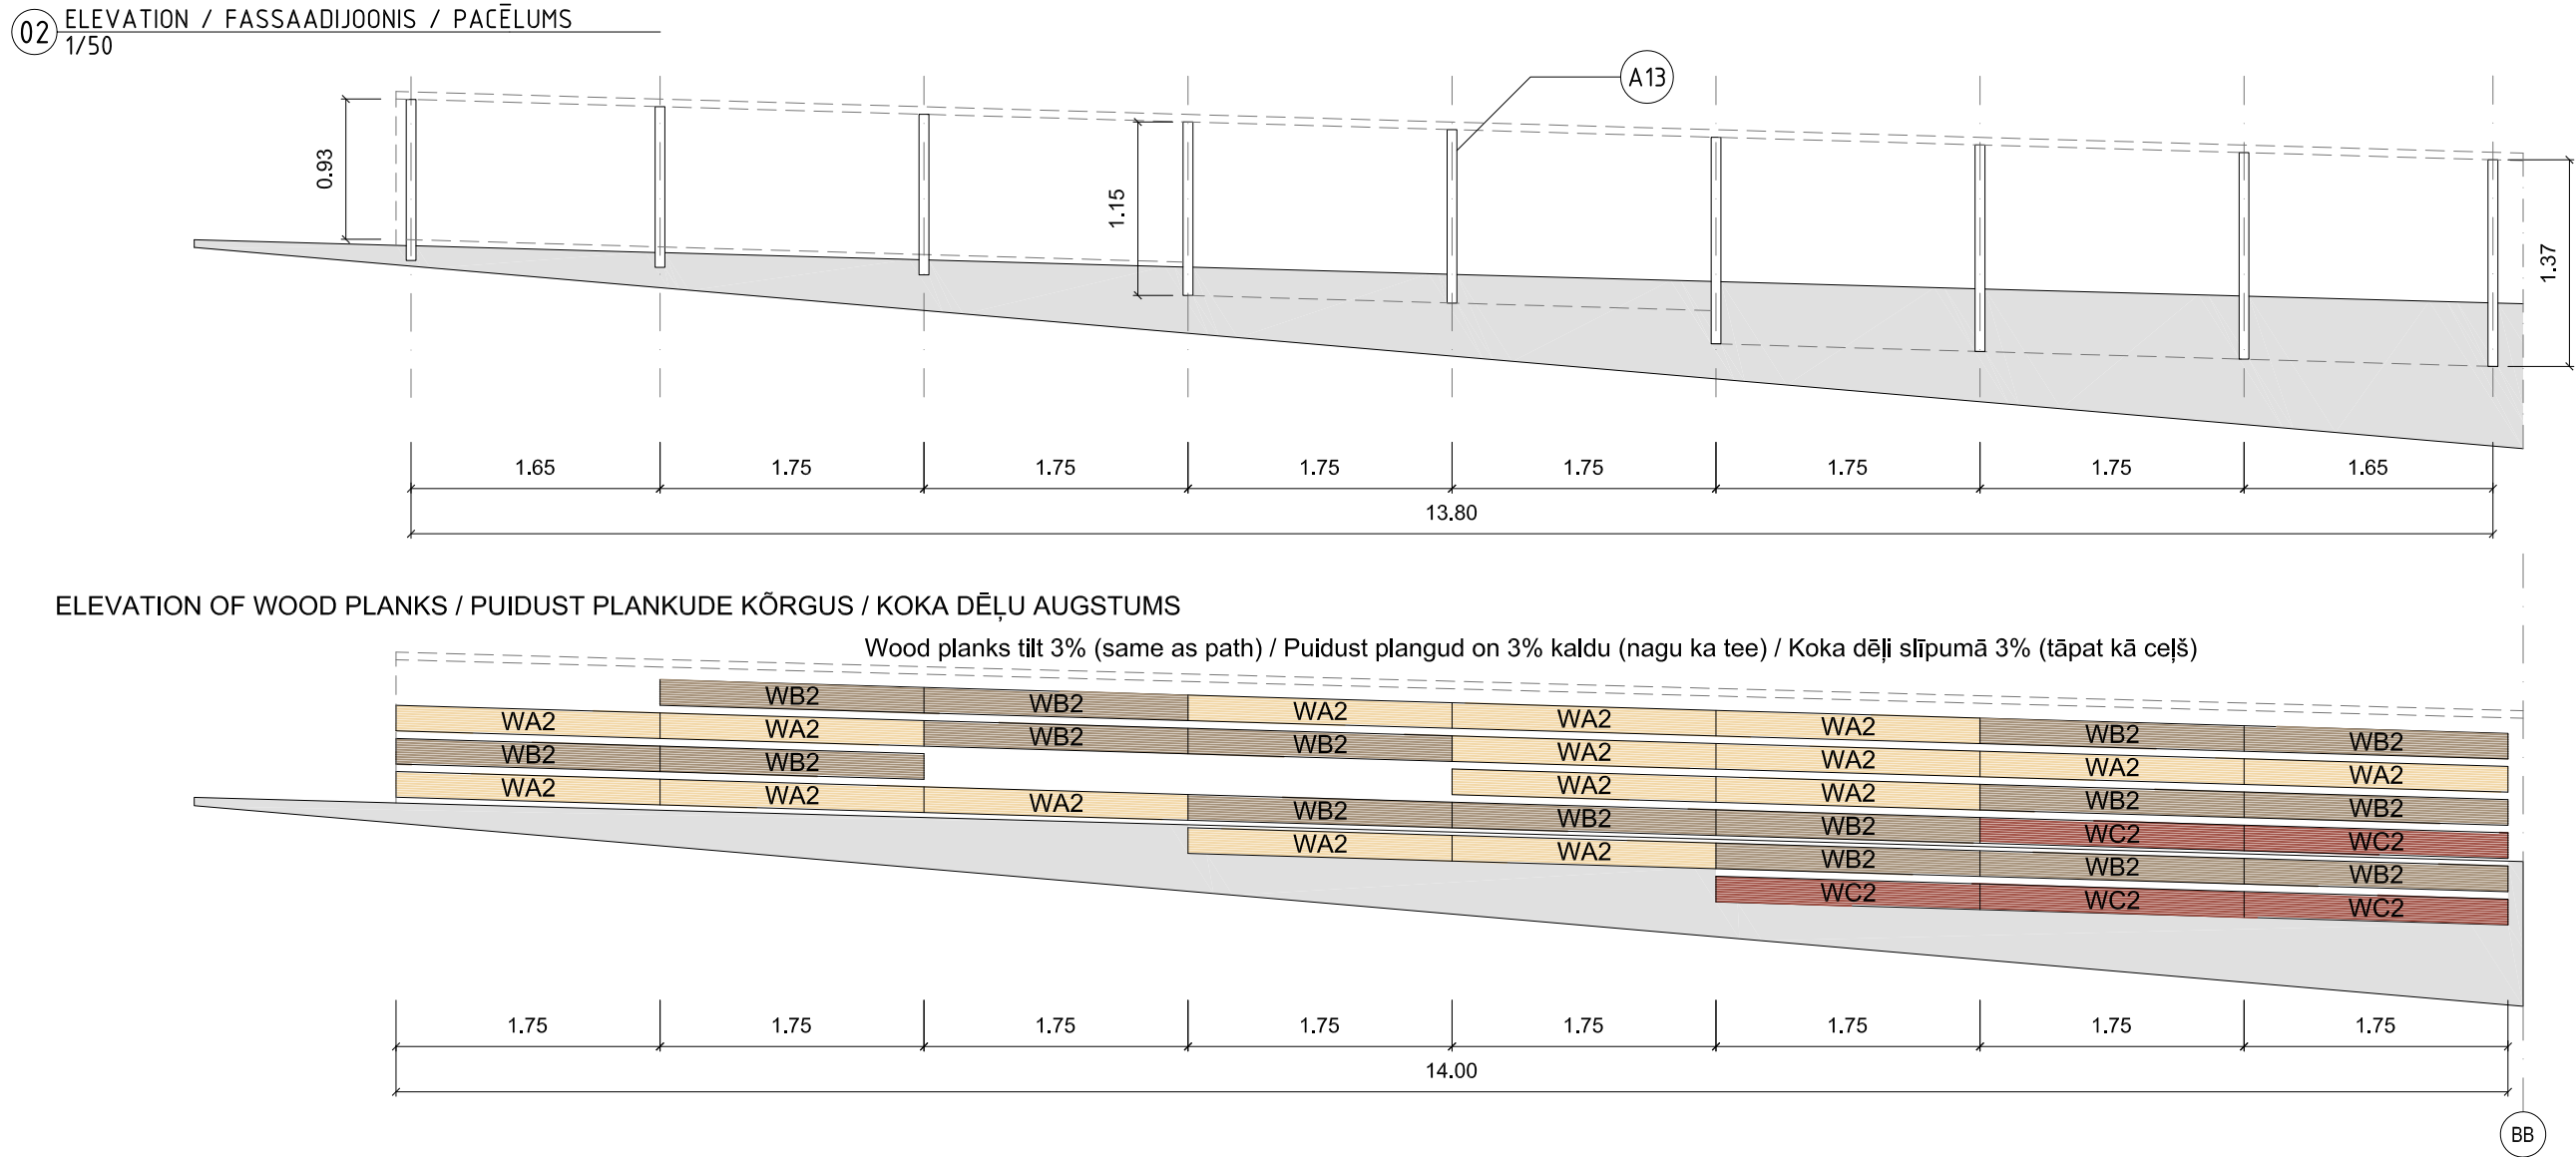 02 ELEVATION / FASSAADIJOONIS / PACĒLUMS
1/50
A13
0.93
1.15
1.37
1.65 1.75 1.75 1.75 1.75 1.75 1.75 1.65
13.80
ELEVATION OF WOOD PLANKS / PUIDUST PLANKUDE KÕRGUS / KOKA DĒĻU AUGSTUMS
Wood planks tilt 3% (same as path) / Puidust plangud on 3% kaldu (nagu ka tee) / Koka dēļi slīpumā 3% (tāpat kā ceļš)
WB2 WB2 WA2 WA2 WA2 WB2 WB2
WA2 WA2 WB2 WB2 WA2 WA2 WA2 WA2
WB2 WB2 WA2 WA2 WB2 WB2
WA2 WA2 WA2 WB2 WB2 WB2 WC2 WC2
WA2 WA2 WB2 WB2 WB2
WC2 WC2 WC2
1.75 1.75 1.75 1.75 1.75 1.75 1.75 1.75
14.00
BB